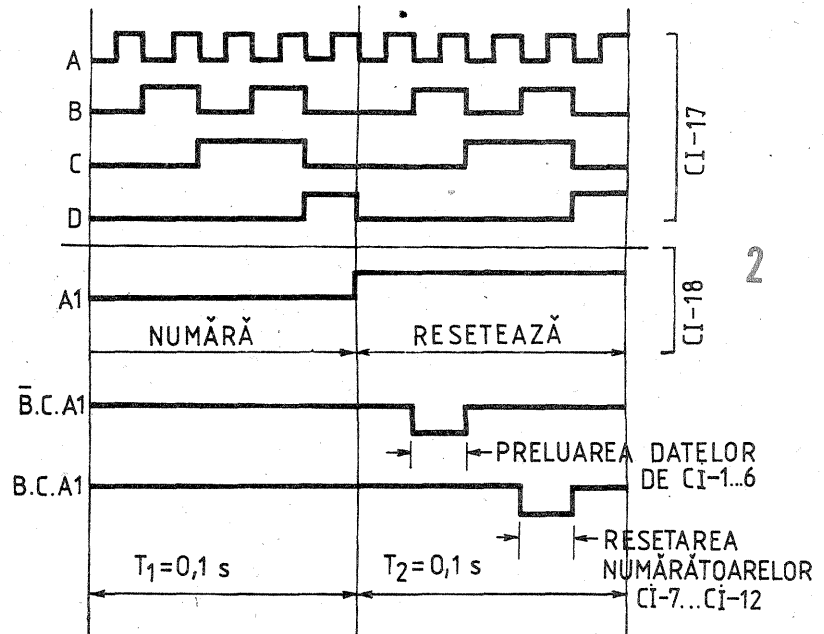 A
B
C
D
CI-17
A1
CI-18
2
NUMĂRĂ
RESETEAZĂ
B̄.C.A1
PRELUAREA DATELOR
DE CI-1...6
B.C.A1
RESETAREA
NUMĂRĂTOARELOR
CI-7...CI-12
T₁=0,1 s
T₂=0,1 s